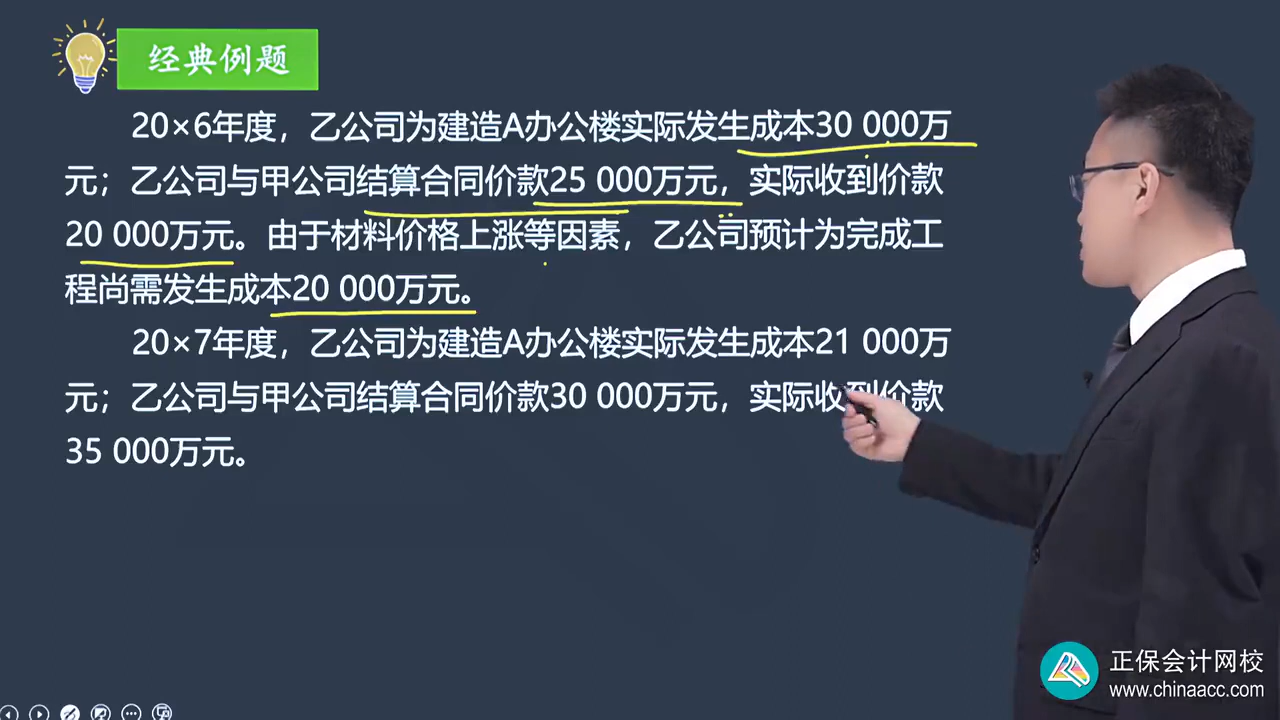 经典例题
20×6年度，乙公司为建造A办公楼实际发生成本30 000万
元；乙公司与甲公司结算合同价款25 000万元，实际收到价款
20 000万元。由于材料价格上涨等因素，乙公司预计为完成工
程尚需发生成本20 000万元。
20×7年度，乙公司为建造A办公楼实际发生成本21 000万
元；乙公司与甲公司结算合同价款30 000万元，实际收到价款
35 000万元。
正保会计网校
www.chinaacc.com